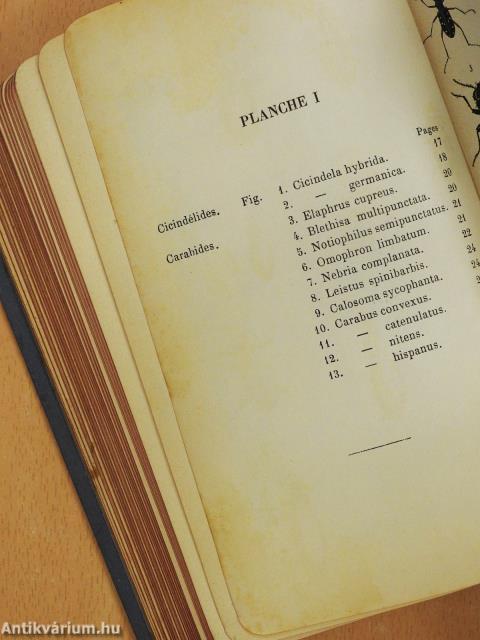 PLANCHE I
Pages
Cicindélides. Fig. 1. Cicindela hybrida. 17
2. — germanica. 18
Carabides. 3. Elaphrus cupreus. 20
4. Blethisa multipunctata. 20
5. Notiophilus semipunctatus. 21
6. Omophron limbatum. 21
7. Nebria complanata. 22
8. Leistus spinibarbis. 24
9. Calosoma sycophanta. 24
10. Carabus convexus.
11. — catenulatus.
12. — nitens.
13. — hispanus.
Antikvárium.hu